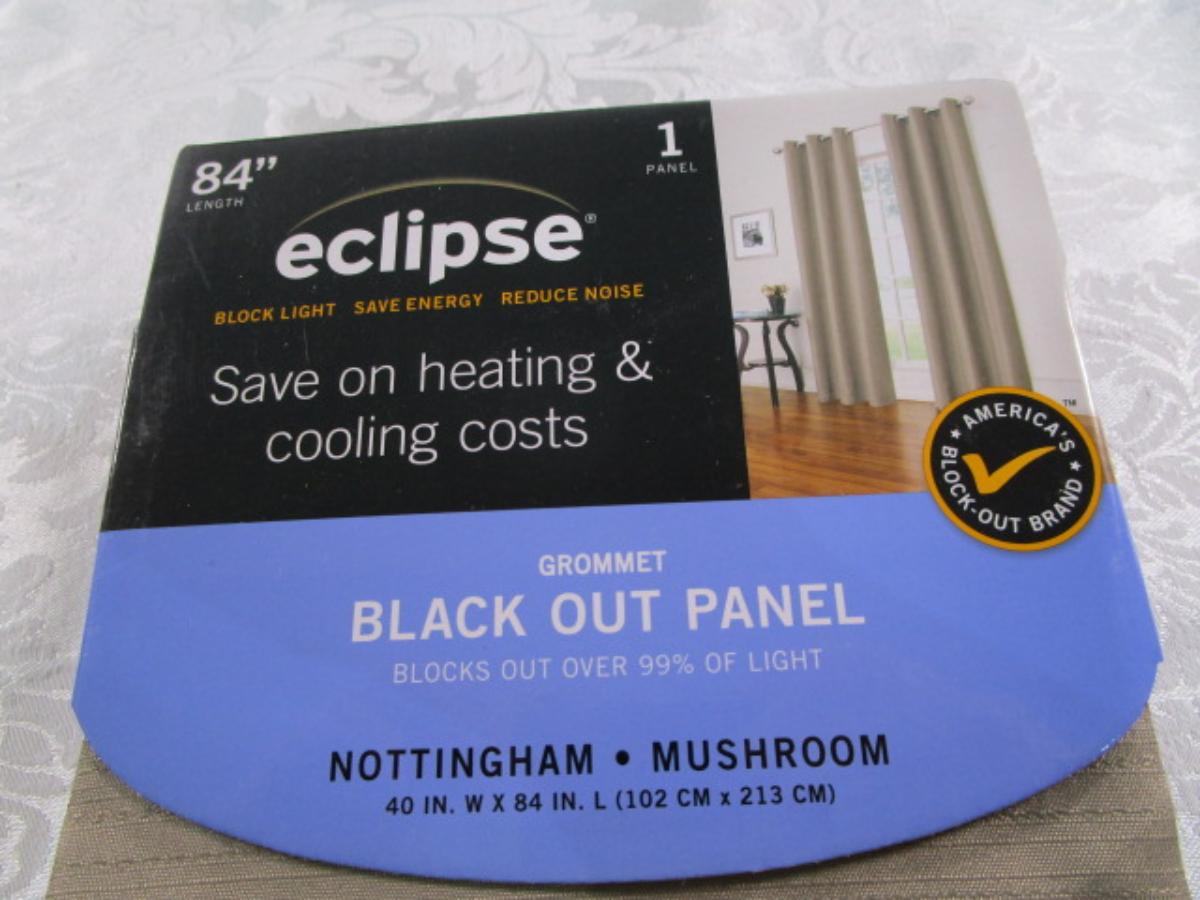 84”
LENGTH
1
PANEL
eclipse®
BLOCK LIGHT SAVE ENERGY REDUCE NOISE
Save on heating &
cooling costs
AMERICA'S
BLOCK-OUT BRAND
™
GROMMET
BLACK OUT PANEL
BLOCKS OUT OVER 99% OF LIGHT
NOTTINGHAM • MUSHROOM
40 IN. W X 84 IN. L (102 CM x 213 CM)